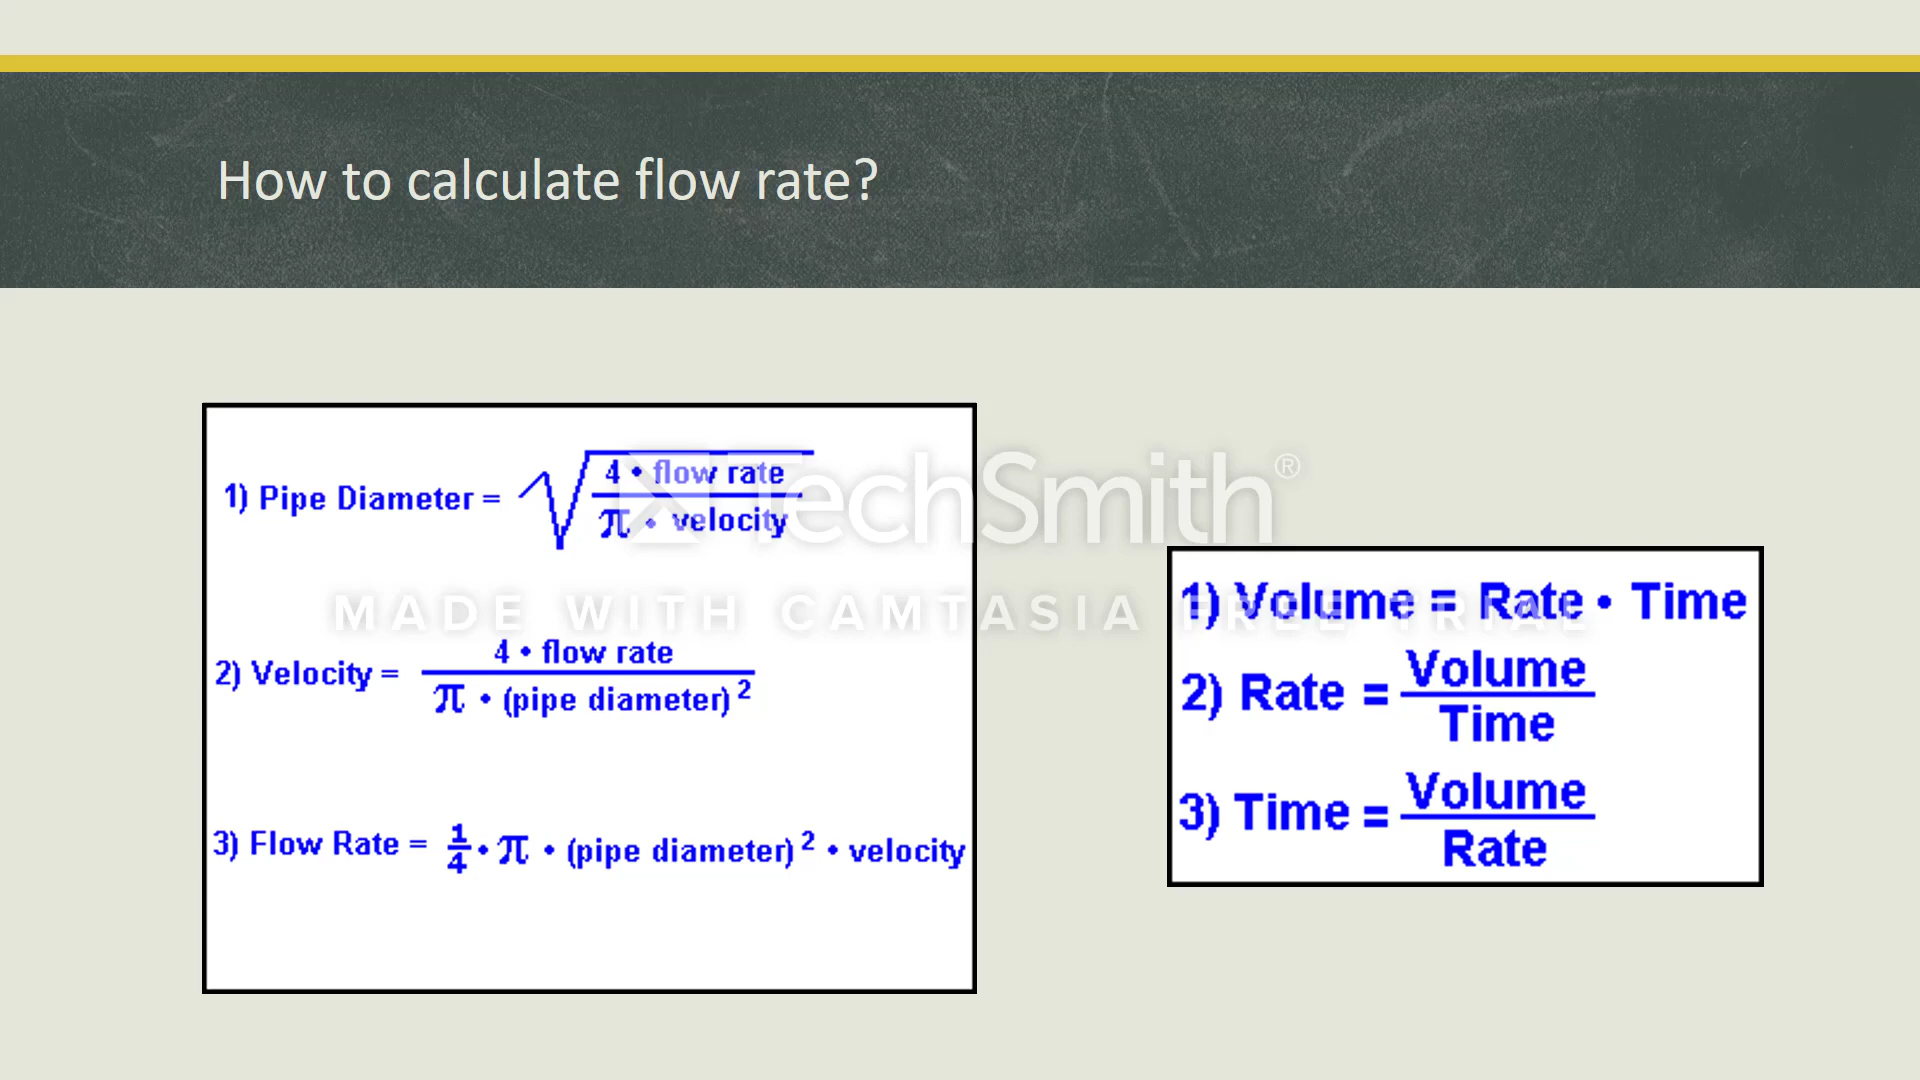 How to calculate flow rate?
1) Pipe Diameter = √ 4 • flow rate
π • velocity
2) Velocity = 4 • flow rate
π • (pipe diameter) 2
3) Flow Rate = 1/4 • π • (pipe diameter) 2 • velocity
1) Volume = Rate • Time
2) Rate = Volume
Time
3) Time = Volume
Rate
TechSmith®
MADE WITH CAMTASIA FREE TRIAL